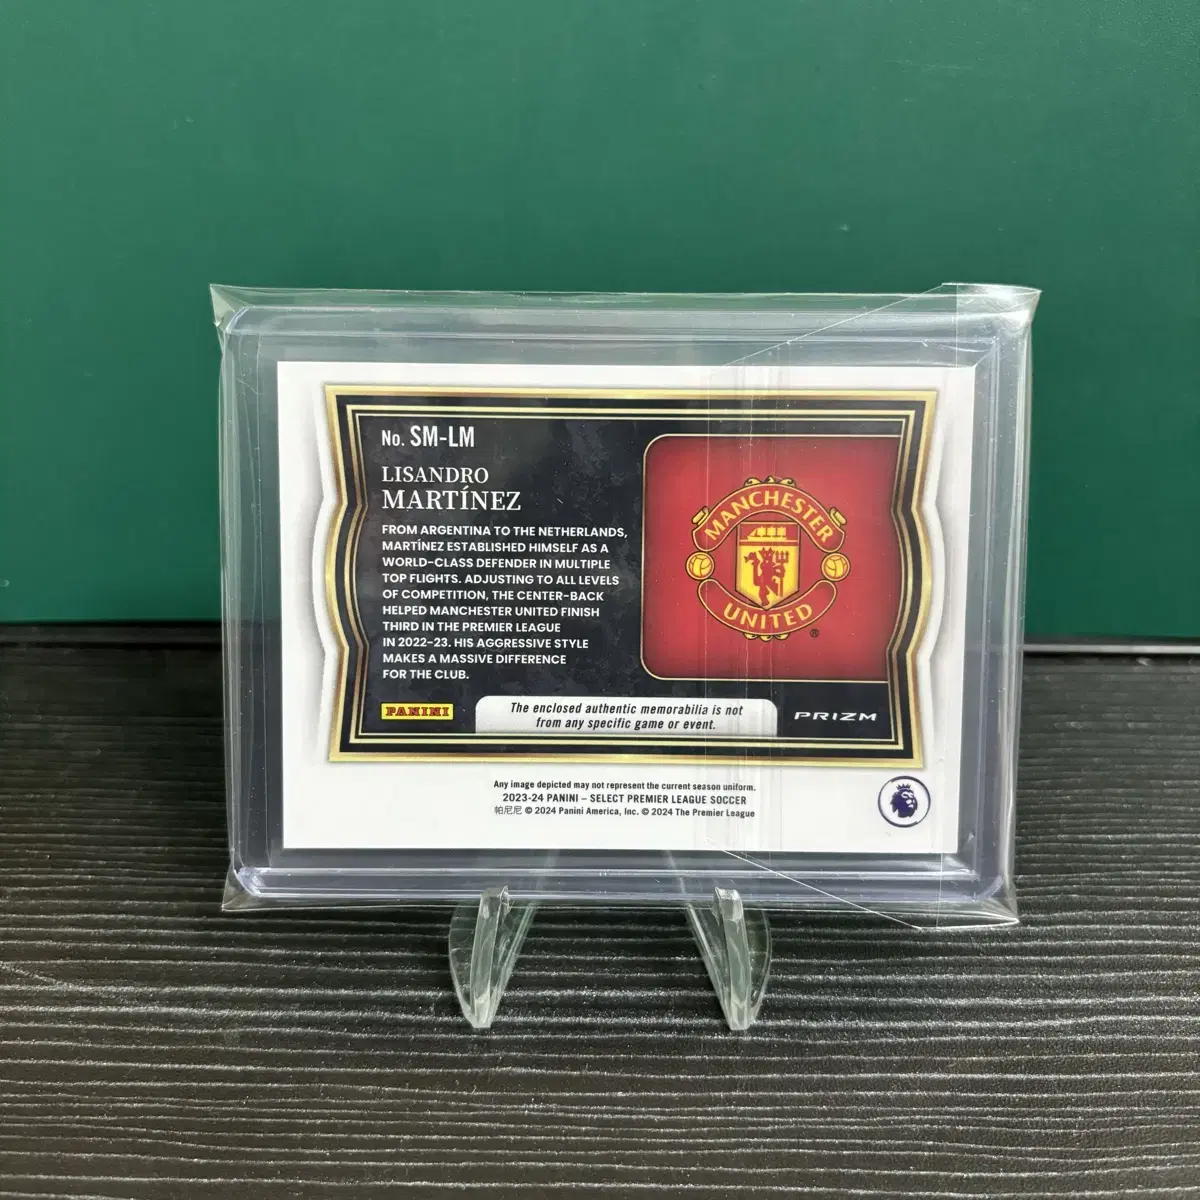 No. SM-LM
LISANDRO
MARTÍNEZ
FROM ARGENTINA TO THE NETHERLANDS,
MARTÍNEZ ESTABLISHED HIMSELF AS A
WORLD-CLASS DEFENDER IN MULTIPLE
TOP FLIGHTS. ADJUSTING TO ALL LEVELS
OF COMPETITION, THE CENTER-BACK
HELPED MANCHESTER UNITED FINISH
THIRD IN THE PREMIER LEAGUE
IN 2022-23. HIS AGGRESSIVE STYLE
MAKES A MASSIVE DIFFERENCE
FOR THE CLUB.
MANCHESTER
UNITED
®
PANINI
The enclosed authentic memorabilia is not
from any specific game or event.
PRIZM
Any image depicted may not represent the current season uniform.
2023-24 PANINI – SELECT PREMIER LEAGUE SOCCER
帕尼尼 © 2024 Panini America, Inc. © 2024 The Premier League